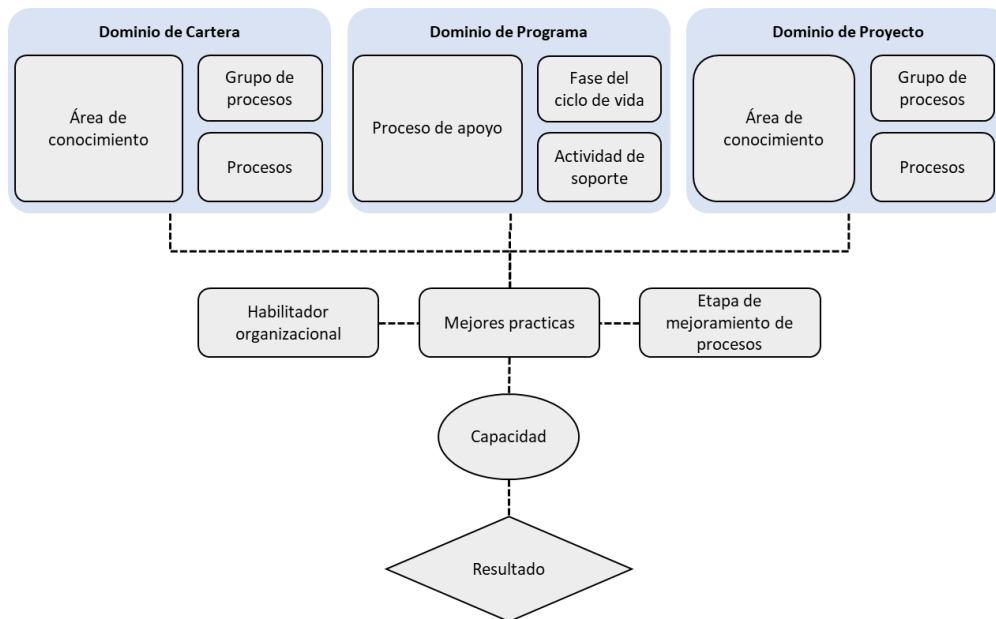 Dominio de Cartera
Área de
conocimiento
Grupo de
procesos
Procesos
Dominio de Programa
Proceso de apoyo
Fase del
ciclo de vida
Actividad de
soporte
Dominio de Proyecto
Área de
conocimiento
Grupo de
procesos
Procesos
Habilitador
organizacional
Mejores practicas
Etapa de
mejoramiento de
procesos
Capacidad
Resultado